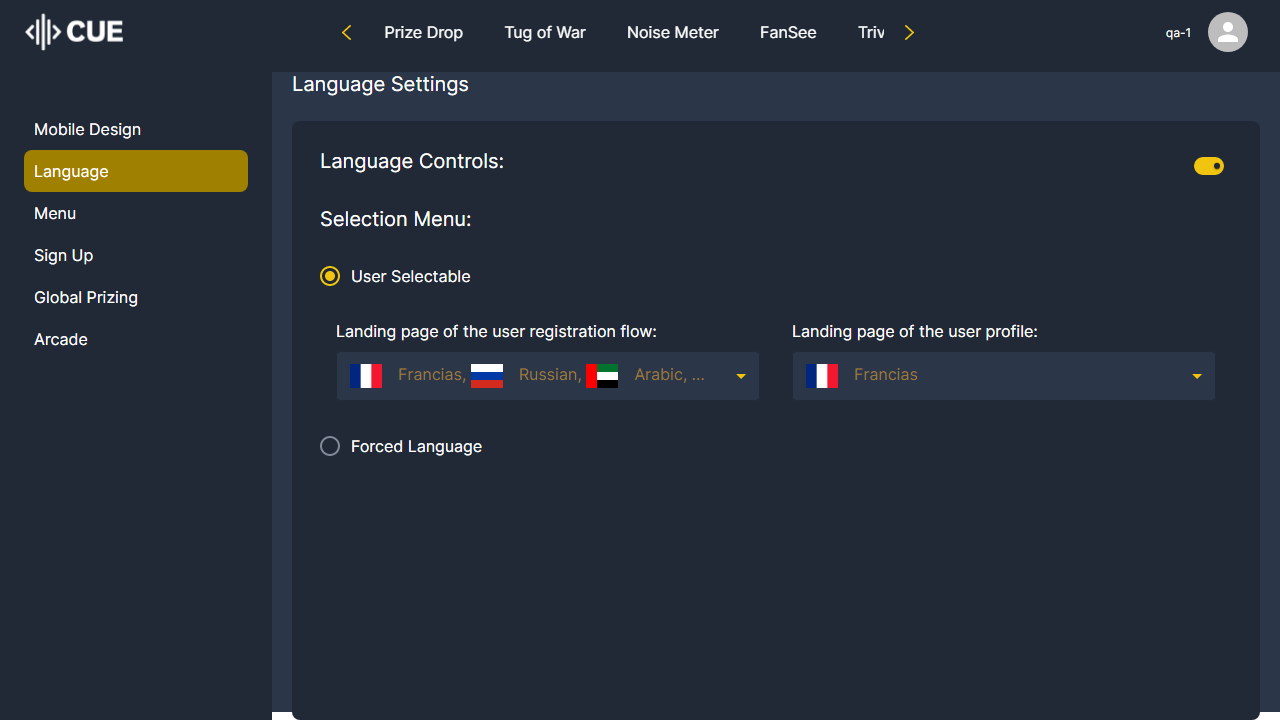 CUE
Prize Drop Tug of War Noise Meter FanSee Triv
qa-1
Mobile Design
Language
Menu
Sign Up
Global Prizing
Arcade
Language Settings
Language Controls:
Selection Menu:
User Selectable
Landing page of the user registration flow:
Francias, Russian, Arabic, ...
Landing page of the user profile:
Francias
Forced Language